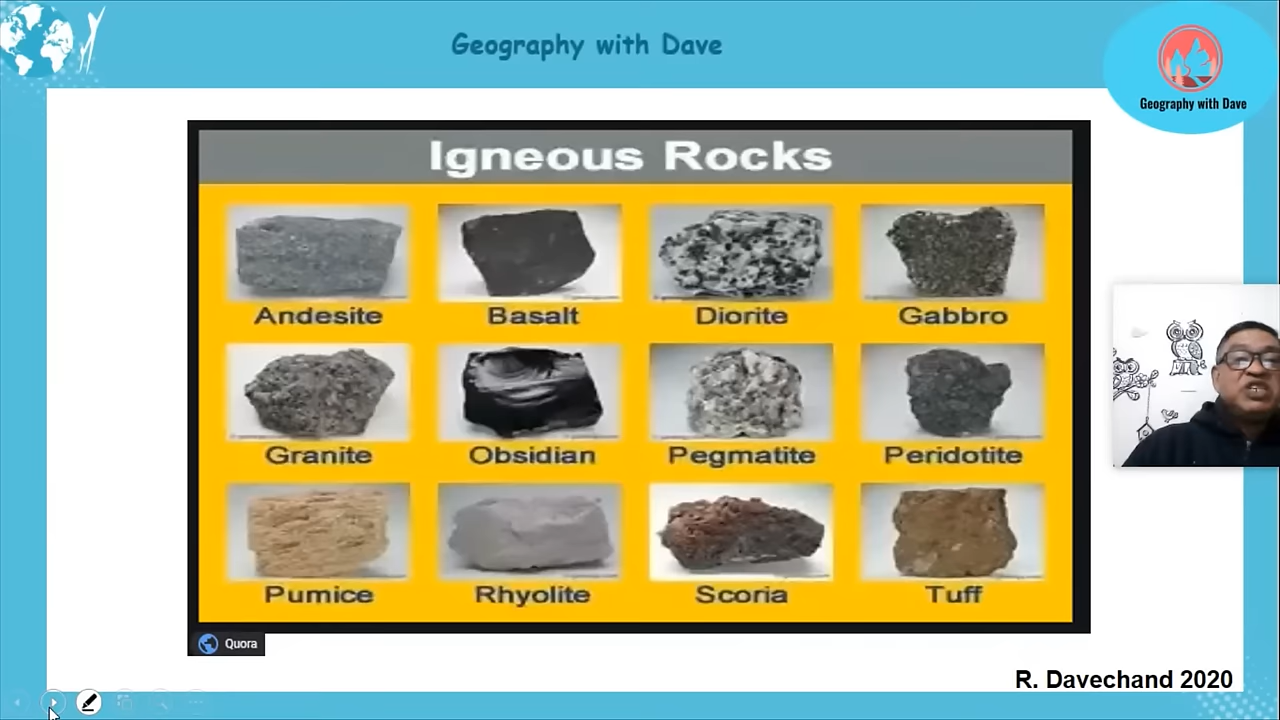 Geography with Dave
Geography with Dave
Igneous Rocks
Andesite Basalt Diorite Gabbro
Granite Obsidian Pegmatite Peridotite
Pumice Rhyolite Scoria Tuff
Quora
R. Davechand 2020